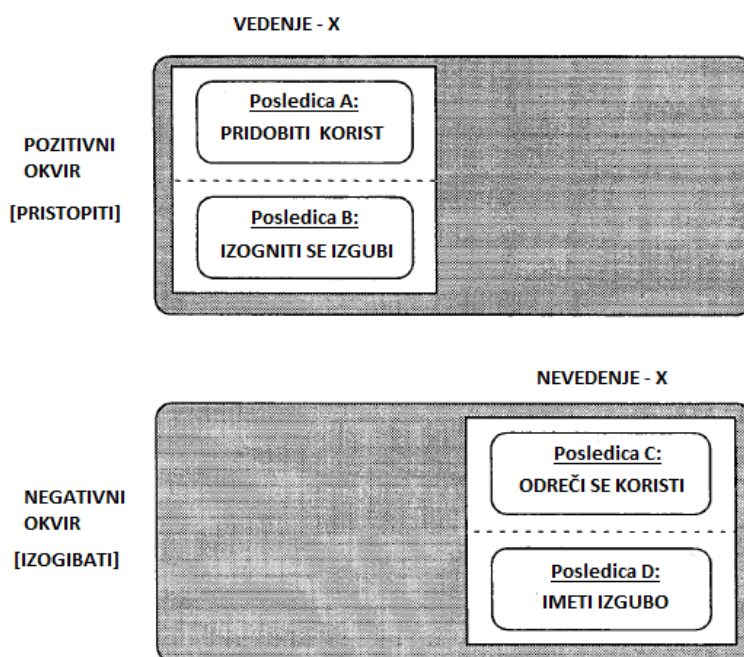 VEDENJE - X
POZITIVNI
OKVIR
[PRISTOPITI]
Posledica A:
PRIDOBITI KORIST
Posledica B:
IZOGNITI SE IZGUBI
NEVEDENJE - X
NEGATIVNI
OKVIR
[IZOGIBATI]
Posledica C:
ODREČI SE KORISTI
Posledica D:
IMETI IZGUBO